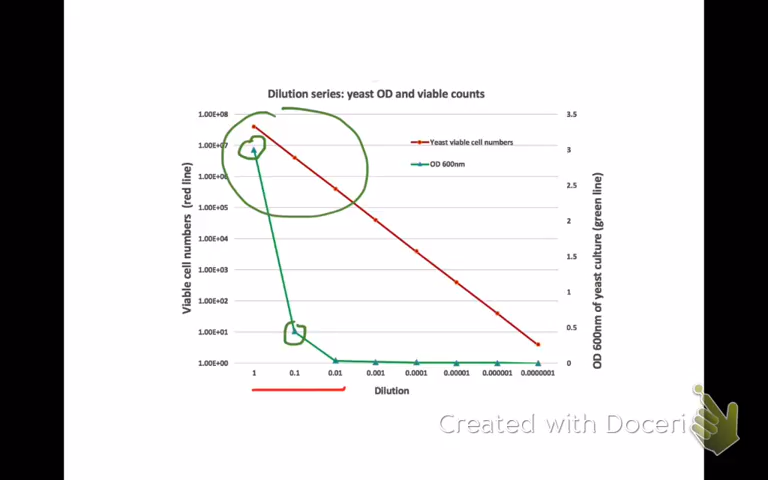 Dilution series: yeast OD and viable counts
1.00E+08
1.00E+07
1.00E+06
1.00E+05
1.00E+04
1.00E+03
1.00E+02
1.00E+01
1.00E+00
Viable cell numbers (red line)
Yeast viable cell numbers
OD 600nm
3.5
3
2.5
2
1.5
1
0.5
0
OD 600nm of yeast culture (green line)
1 0.1 0.01 0.001 0.0001 0.00001 0.000001 0.0000001
Dilution
Created with Doceri